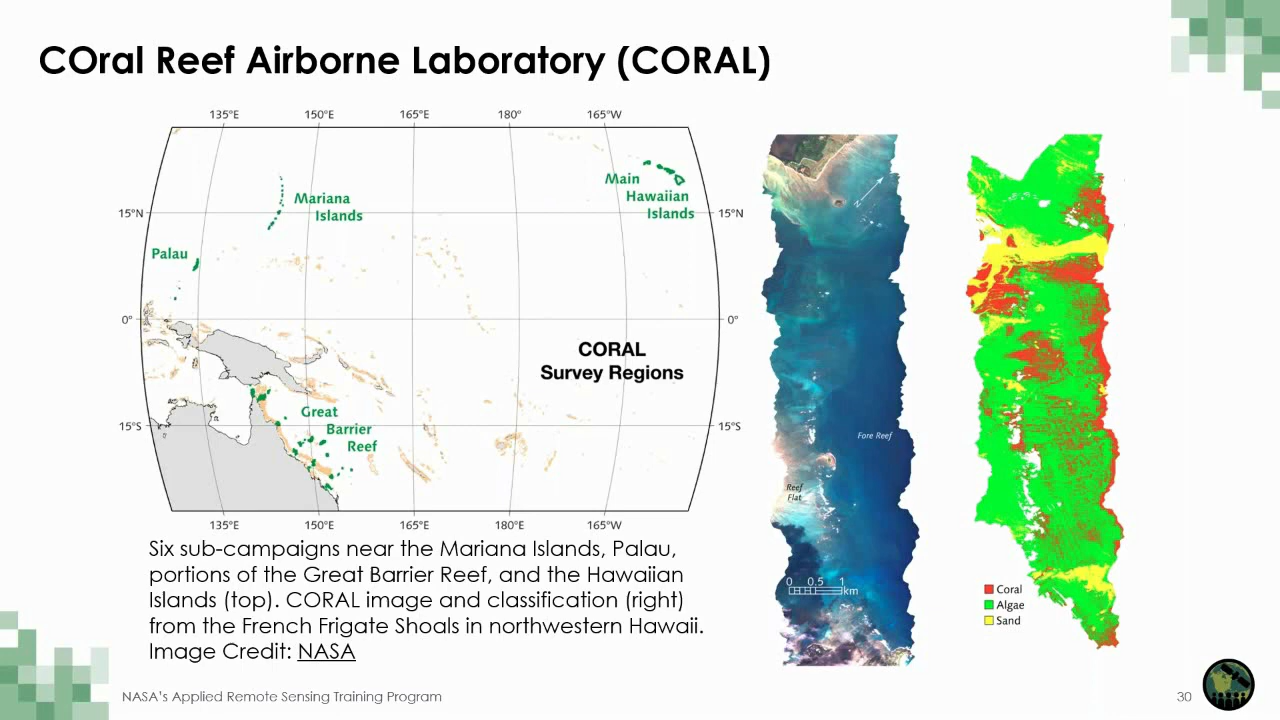 COral Reef Airborne Laboratory (CORAL)
135°E 150°E 165°E 180° 165°W
Main
Hawaiian
Islands
Mariana
Islands
15°N 15°N
Palau
0° 0°
CORAL
Survey Regions
Great
Barrier
Reef
15°S 15°S
135°E 150°E 165°E 180°E 165°W
Six sub-campaigns near the Mariana Islands, Palau,
portions of the Great Barrier Reef, and the Hawaiian
Islands (top). CORAL image and classification (right)
from the French Frigate Shoals in northwestern Hawaii.
Image Credit: NASA
Fore Reef
Reef
Flat
0 0.5 1
km
Coral
Algae
Sand
NASA's Applied Remote Sensing Training Program
30